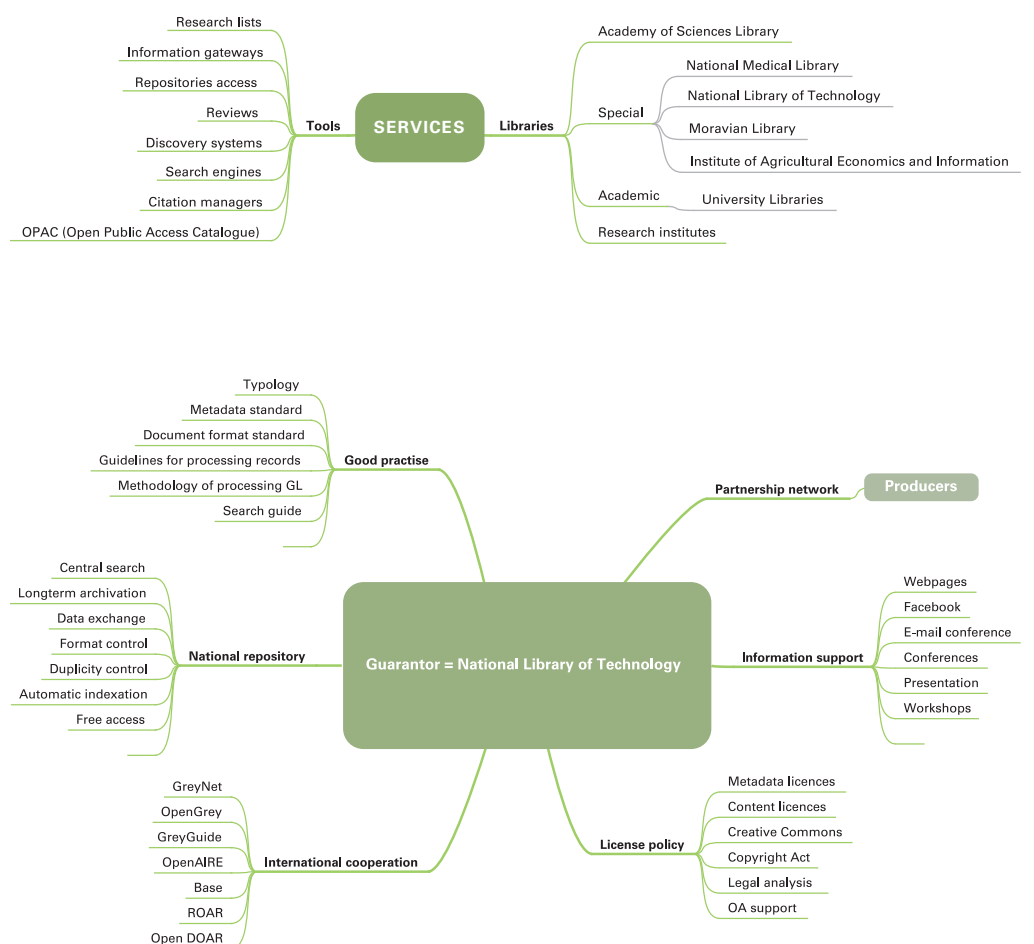 Research lists
Information gateways
Repositories access
Reviews
Discovery systems
Search engines
Citation managers
OPAC (Open Public Access Catalogue)
Tools
SERVICES
Libraries
Academy of Sciences Library
Special
National Medical Library
National Library of Technology
Moravian Library
Institute of Agricultural Economics and Information
Academic
University Libraries
Research institutes
Typology
Metadata standard
Document format standard
Guidelines for processing records
Methodology of processing GL
Search guide
Good practise
Partnership network
Producers
Central search
Longterm archivation
Data exchange
Format control
Duplicity control
Automatic indexation
Free access
National repository
Guarantor = National Library of Technology
Information support
Webpages
Facebook
E-mail conference
Conferences
Presentation
Workshops
GreyNet
OpenGrey
GreyGuide
OpenAIRE
Base
ROAR
Open DOAR
International cooperation
License policy
Metadata licences
Content licences
Creative Commons
Copyright Act
Legal analysis
OA support